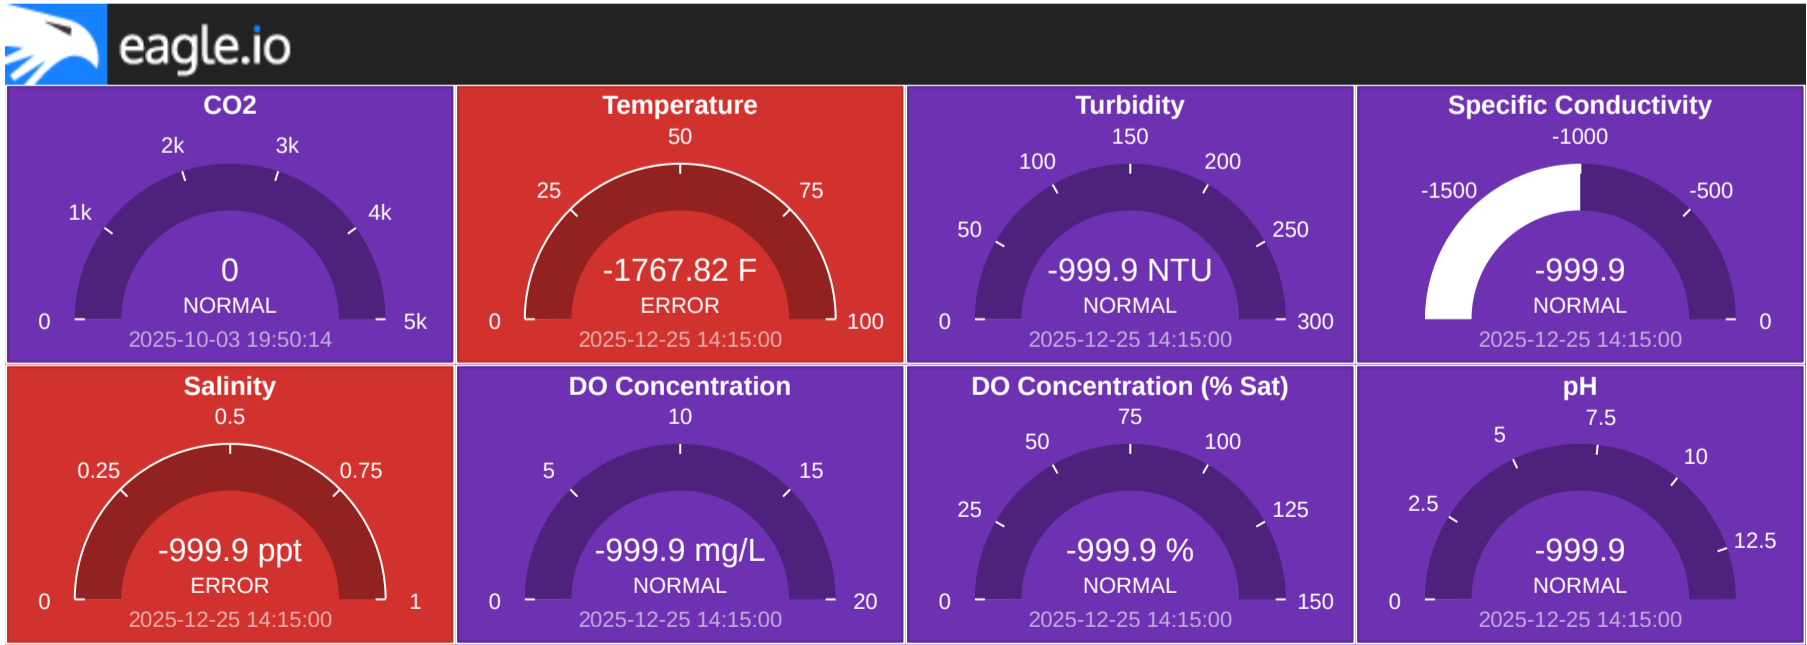 eagle.io
CO2
2k
3k
1k
4k
0
NORMAL
0
5k
2025-10-03 19:50:14
Temperature
50
25
75
-1767.82 F
ERROR
0
100
2025-12-25 14:15:00
Turbidity
150
100
200
50
250
-999.9 NTU
NORMAL
0
300
2025-12-25 14:15:00
Specific Conductivity
-1000
-1500
-500
-999.9
NORMAL
0
2025-12-25 14:15:00
Salinity
0.5
0.25
0.75
-999.9 ppt
ERROR
0
1
2025-12-25 14:15:00
DO Concentration
10
5
15
-999.9 mg/L
NORMAL
0
20
2025-12-25 14:15:00
DO Concentration (% Sat)
75
50
100
25
125
-999.9 %
NORMAL
0
150
2025-12-25 14:15:00
pH
7.5
5
10
2.5
12.5
-999.9
NORMAL
0
2025-12-25 14:15:00